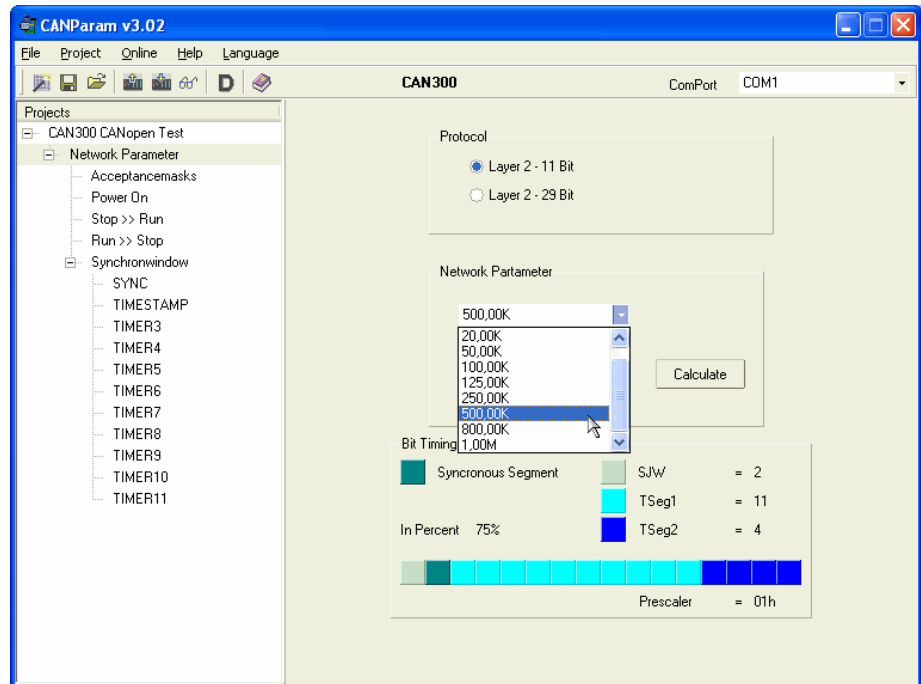 CANParam v3.02
File Project Online Help Language
D CAN300 ComPort COM1
Projects
CAN300 CANopen Test
Network Parameter
Acceptancemasks
Power On
Stop >> Run
Run >> Stop
Synchronwindow
SYNC
TIMESTAMP
TIMER3
TIMER4
TIMER5
TIMER6
TIMER7
TIMER8
TIMER9
TIMER10
TIMER11
Protocol
Layer 2 - 11 Bit
Layer 2 - 29 Bit
Network Partameter
500,00K
20,00K
50,00K
100,00K
125,00K
250,00K
500,00K
800,00K
1,00M
Calculate
Bit Timing
Syncronous Segment SJW = 2
TSeg1 = 11
In Percent 75% TSeg2 = 4
Prescaler = 01h